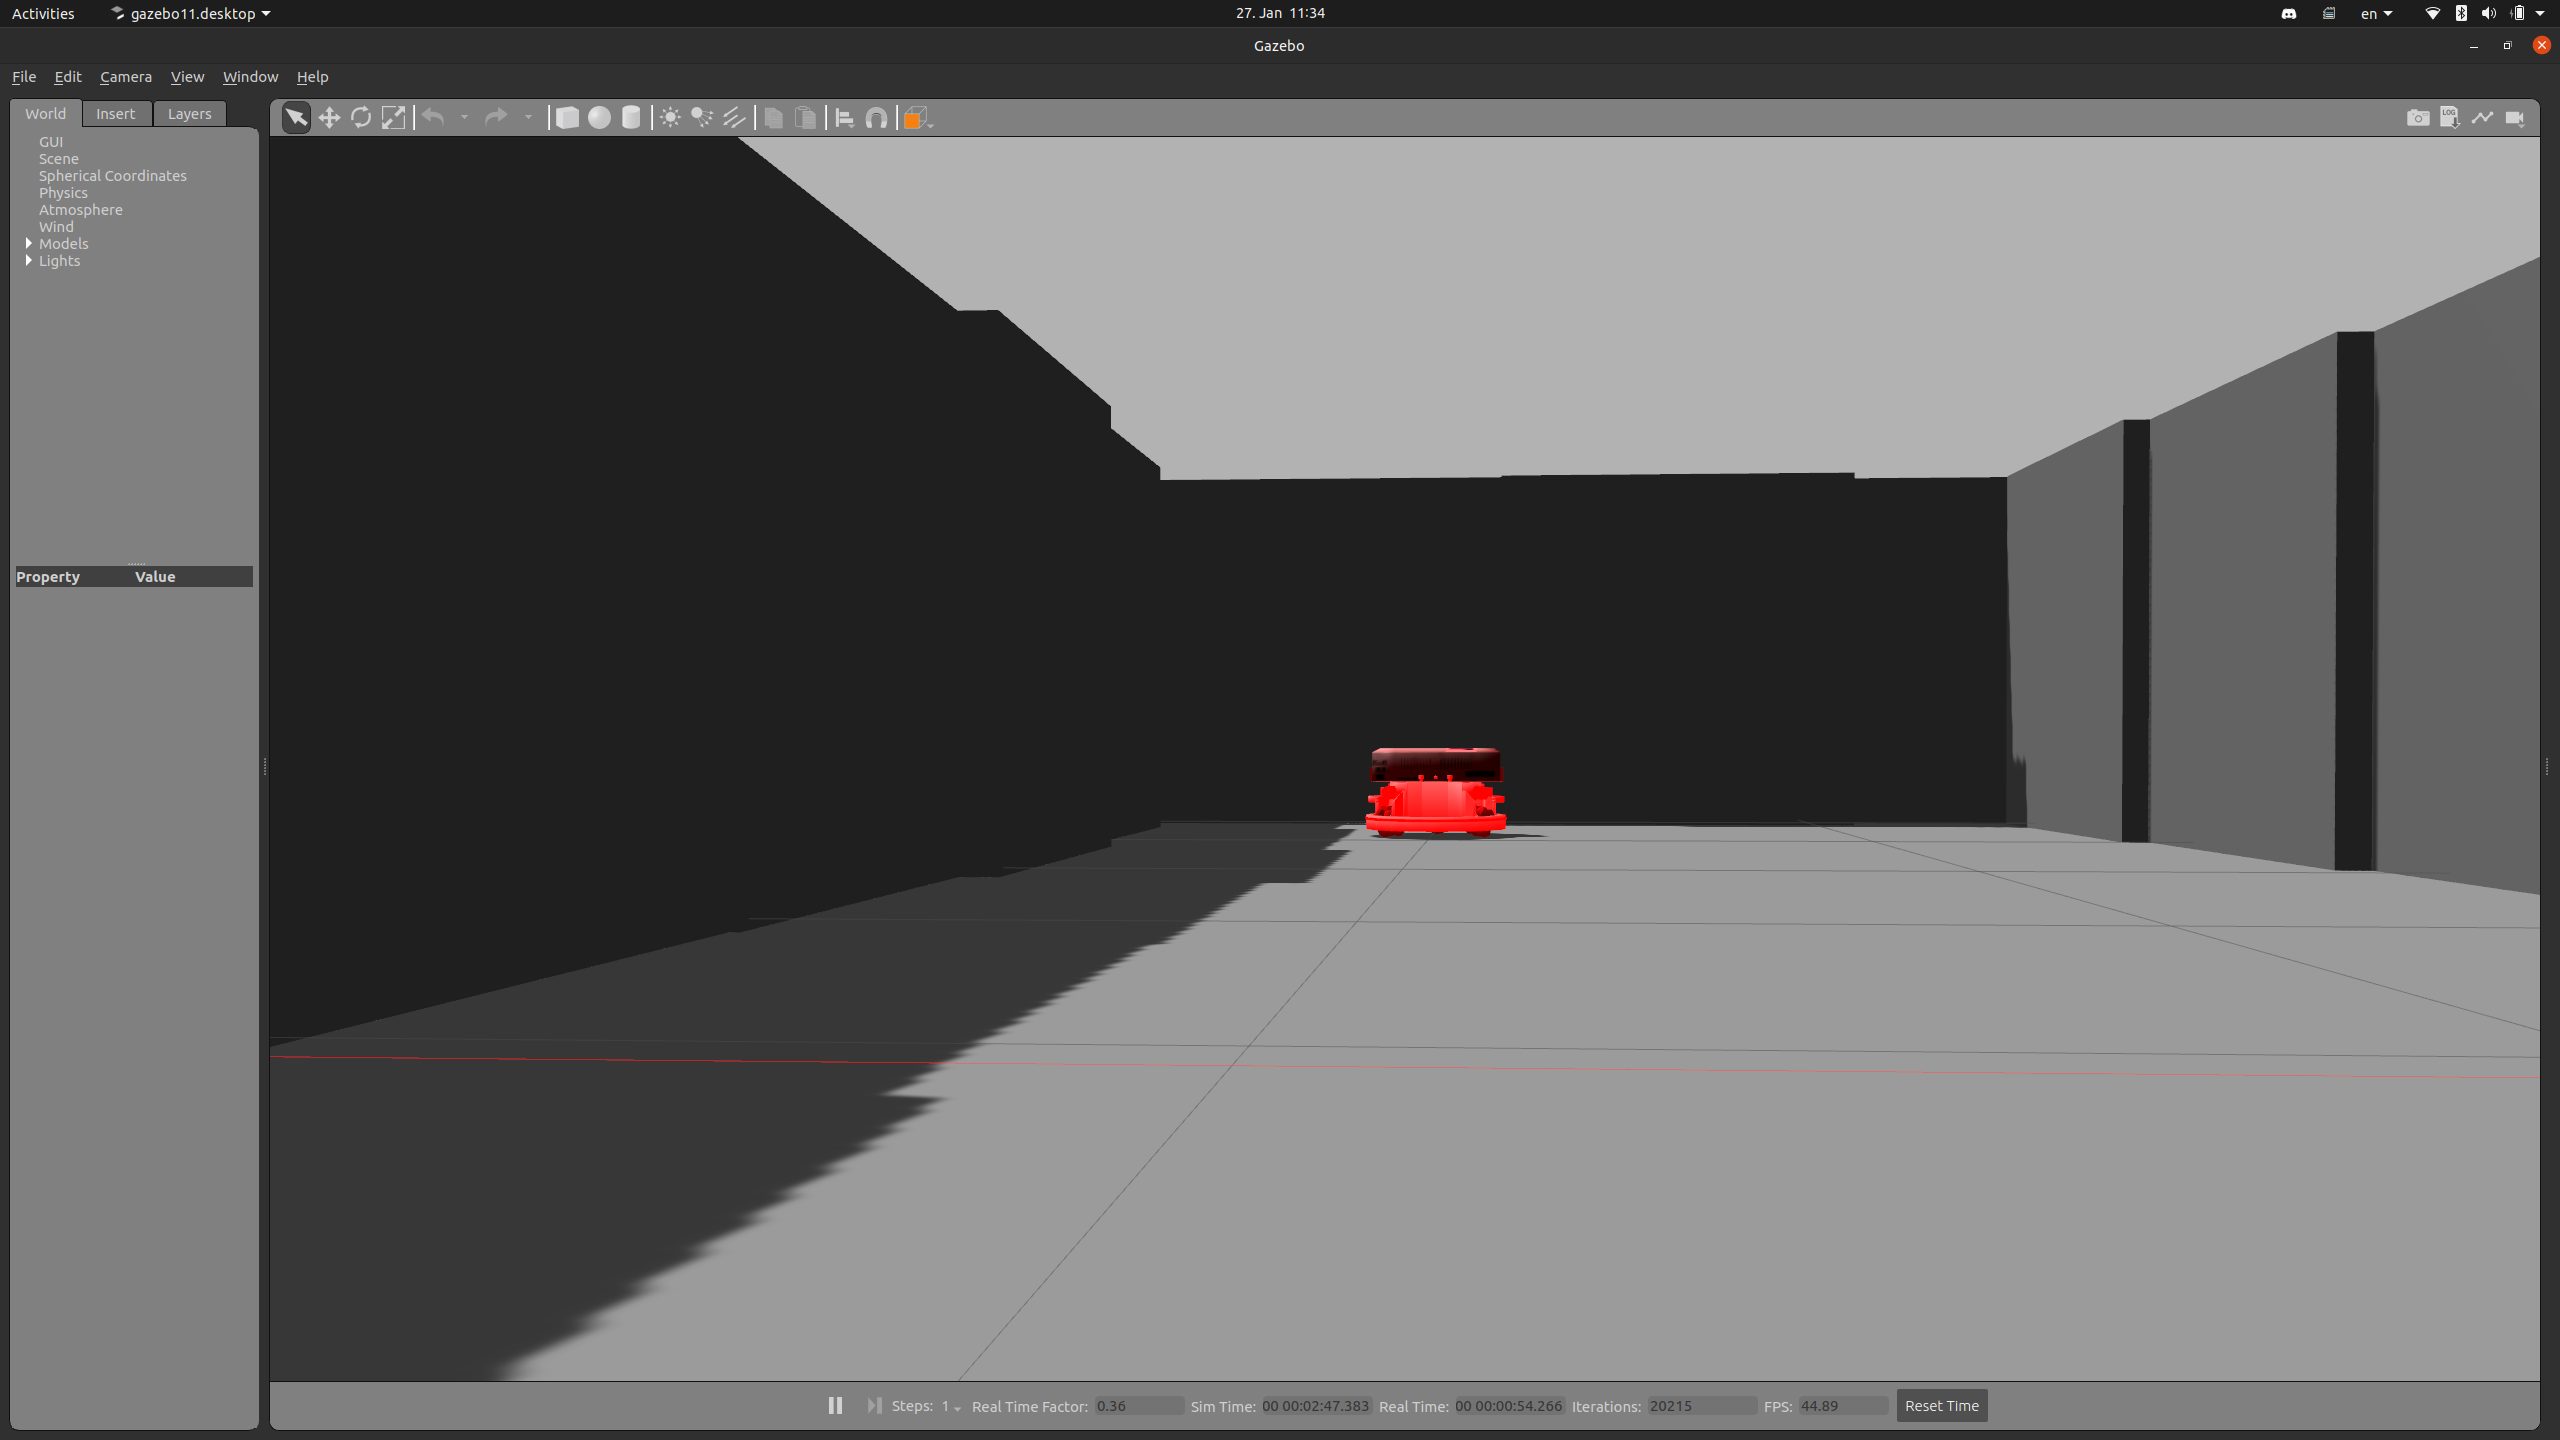 Activities gazebo11.desktop 27. Jan 11:34 en
Gazebo
File Edit Camera View Window Help
World Insert Layers
LOG
GUI
Scene
Spherical Coordinates
Physics
Atmosphere
Wind
Models
Lights
Property Value
Steps: 1 Real Time Factor: 0.36 Sim Time: 00 00:02:47.383 Real Time: 00 00:00:54.266 Iterations: 20215 FPS: 44.89 Reset Time